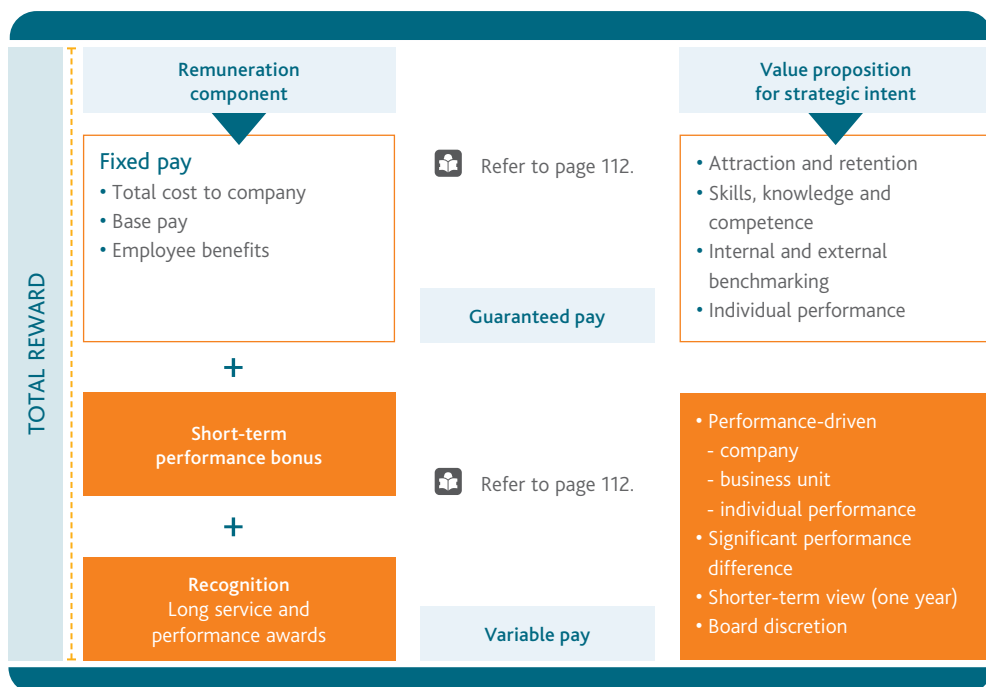 TOTAL REWARD
Remuneration
component
Value proposition
for strategic intent
Fixed pay
• Total cost to company
• Base pay
• Employee benefits
Refer to page 112.
Guaranteed pay
• Attraction and retention
• Skills, knowledge and
competence
• Internal and external
benchmarking
• Individual performance
+
Short-term
performance bonus
+
Recognition
Long service and
performance awards
Refer to page 112.
Variable pay
• Performance-driven
- company
- business unit
- individual performance
• Significant performance
difference
• Shorter-term view (one year)
• Board discretion